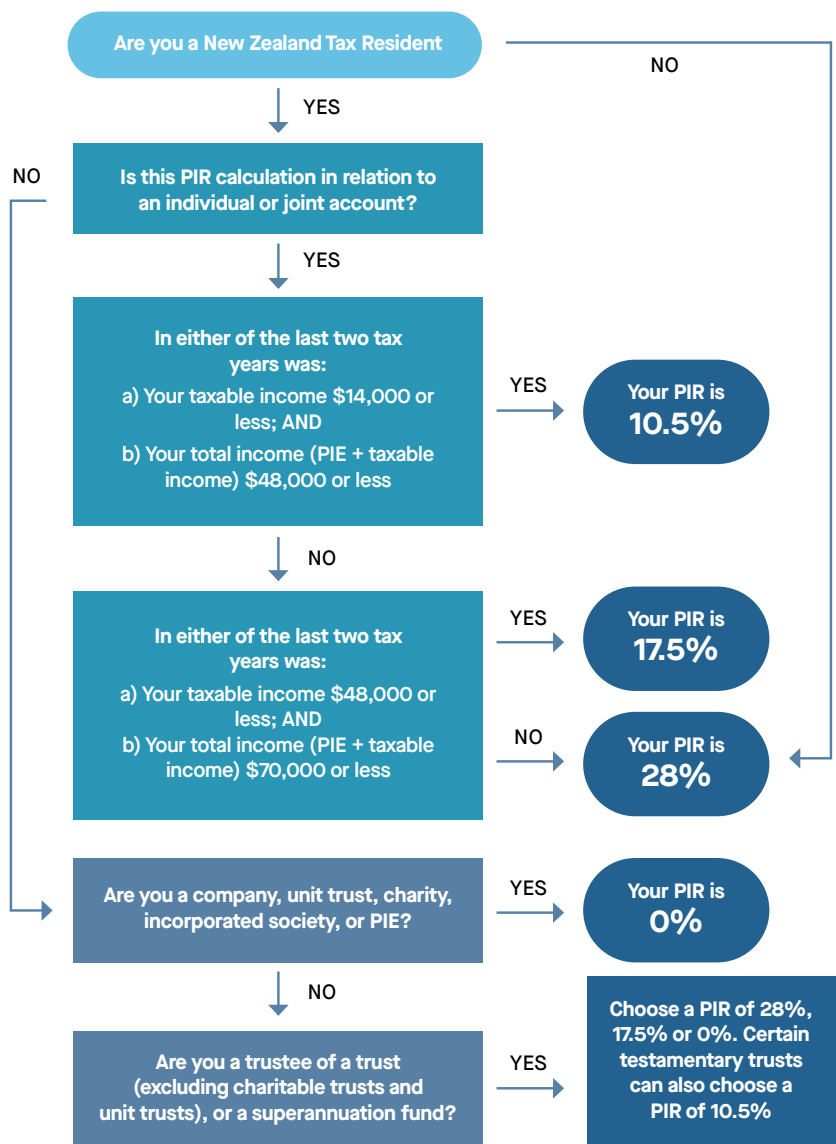 Are you a New Zealand Tax Resident
NO
YES
NO
Is this PIR calculation in relation to
an individual or joint account?
YES
In either of the last two tax
years was:
a) Your taxable income $14,000 or
less; AND
b) Your total income (PIE + taxable
income) $48,000 or less
YES
Your PIR is
10.5%
NO
In either of the last two tax
years was:
a) Your taxable income $48,000 or
less; AND
b) Your total income (PIE + taxable
income) $70,000 or less
YES
Your PIR is
17.5%
NO
Your PIR is
28%
Are you a company, unit trust, charity,
incorporated society, or PIE?
YES
Your PIR is
0%
NO
Are you a trustee of a trust
(excluding charitable trusts and
unit trusts), or a superannuation fund?
YES
Choose a PIR of 28%,
17.5% or 0%. Certain
testamentary trusts
can also choose a
PIR of 10.5%